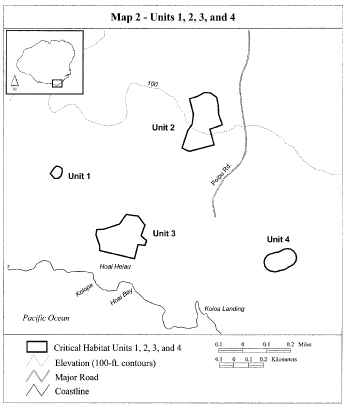 Map 2 - Units 1, 2, 3, and 4
N
100
Unit 2
Poipu Rd.
Unit 1
Unit 3
Hoai Heiau
Unit 4
Kolopa
Hoai Bay
Koloa Landing
Pacific Ocean
Critical Habitat Units 1, 2, 3, and 4
Elevation (100-ft. contours)
Major Road
Coastline
0.1 0 0.1 0.2 Miles
0.1 0 0.1 0.2 Kilometers